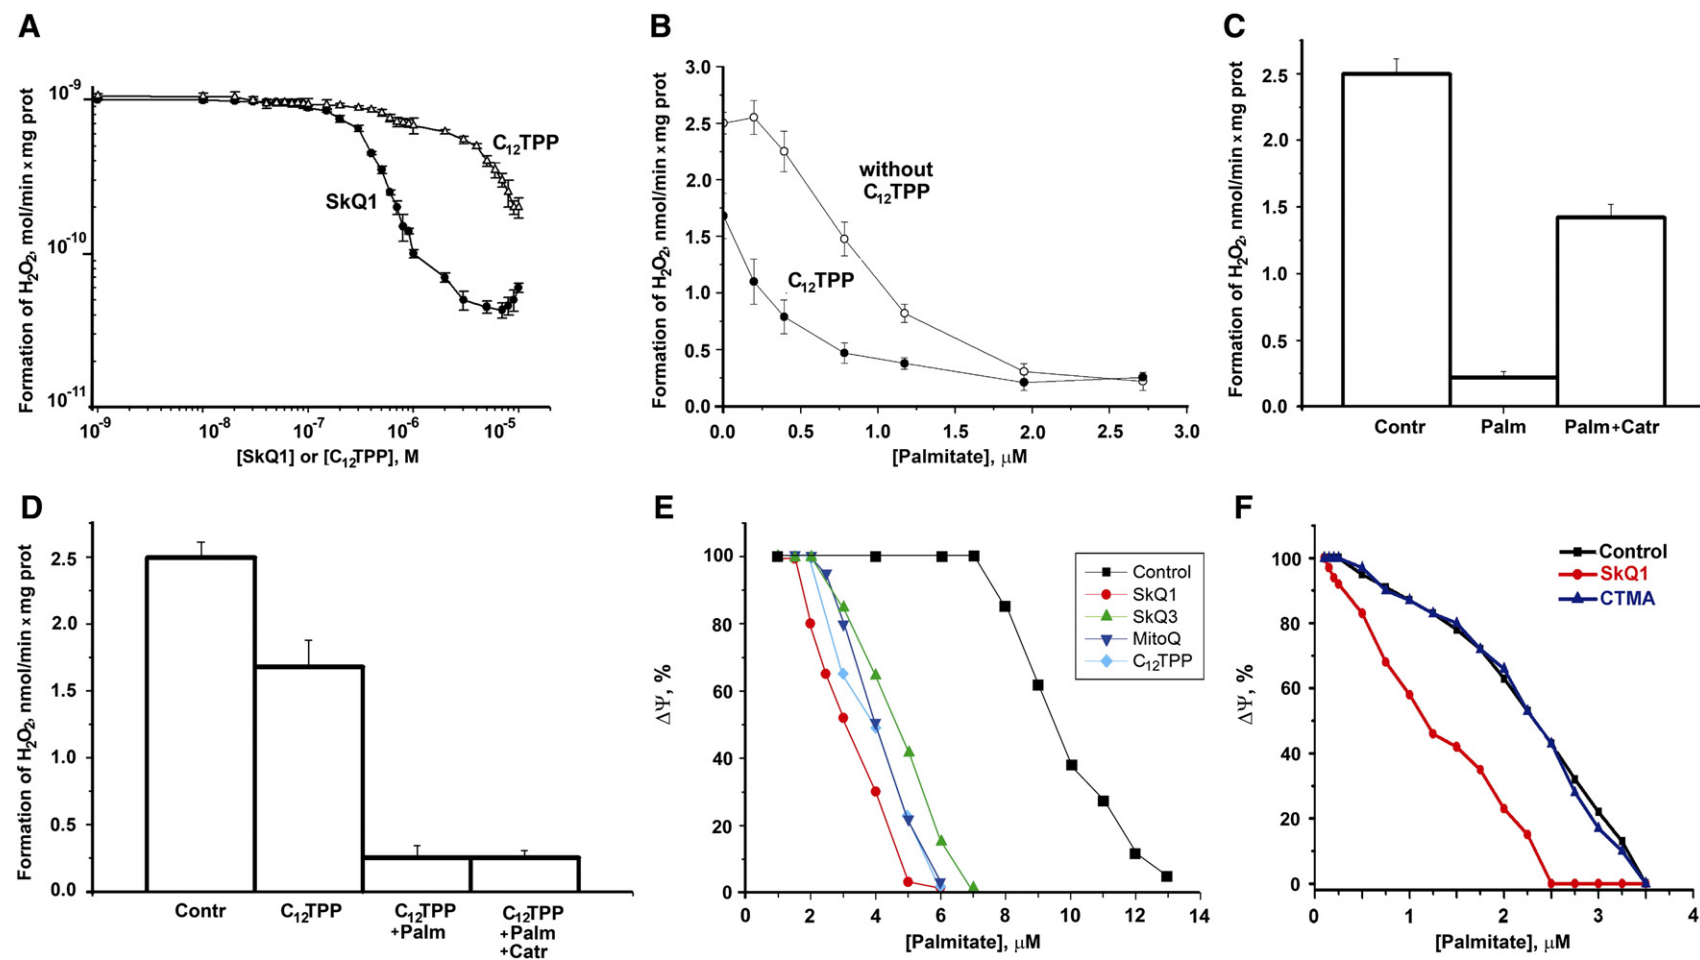 A
Formation of H₂O₂, mol/min x mg prot
10⁻⁹
10⁻¹⁰
10⁻¹¹
C₁₂TPP
SkQ1
10⁻⁹ 10⁻⁸ 10⁻⁷ 10⁻⁶ 10⁻⁵
[SkQ1] or [C₁₂TPP], M
B
Formation of H₂O₂, nmol/min x mg prot
3.0
2.5
2.0
1.5
1.0
0.5
0.0
without
C₁₂TPP
C₁₂TPP
0.0 0.5 1.0 1.5 2.0 2.5 3.0
[Palmitate], μM
C
Formation of H₂O₂, nmol/min x mg prot
2.5
2.0
1.5
1.0
0.5
0.0
Contr Palm Palm+Catr
D
Formation of H₂O₂, nmol/min x mg prot
2.5
2.0
1.5
1.0
0.5
0.0
Contr
C₁₂TPP
C₁₂TPP
+Palm
C₁₂TPP
+Palm
+Catr
E
ΔΨ, %
100
80
60
40
20
0
Control
SkQ1
SkQ3
MitoQ
C₁₂TPP
0 2 4 6 8 10 12 14
[Palmitate], μM
F
ΔΨ, %
100
80
60
40
20
0
Control
SkQ1
CTMA
0 1 2 3 4
[Palmitate], μM